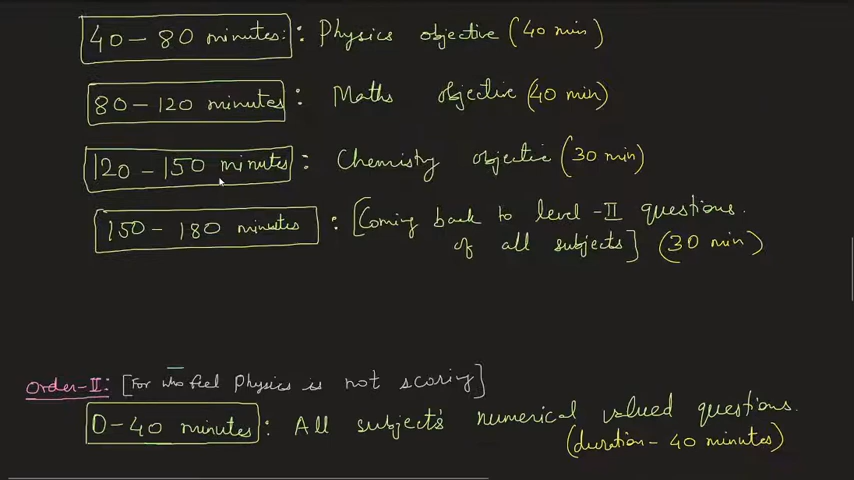 40 - 80 minutes: : Physics objective (40 min)
80 - 120 minutes : Maths objective (40 min)
120 - 150 minutes : Chemistry objective (30 min)
150 - 180 minutes : [Coming back to level - II questions.
of all subjects] (30 min)
Order-II: [For who feel Physics is not scoring]
0-40 minutes : All subject's numerical valued questions.
(duration - 40 minutes)